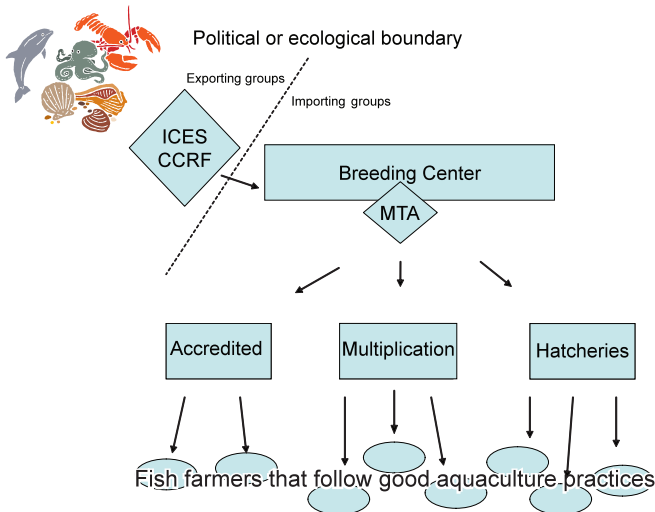 Political or ecological boundary
Exporting groups
Importing groups
ICES
CCRF
Breeding Center
MTA
Accredited
Multiplication
Hatcheries
Fish farmers that follow good aquaculture practices